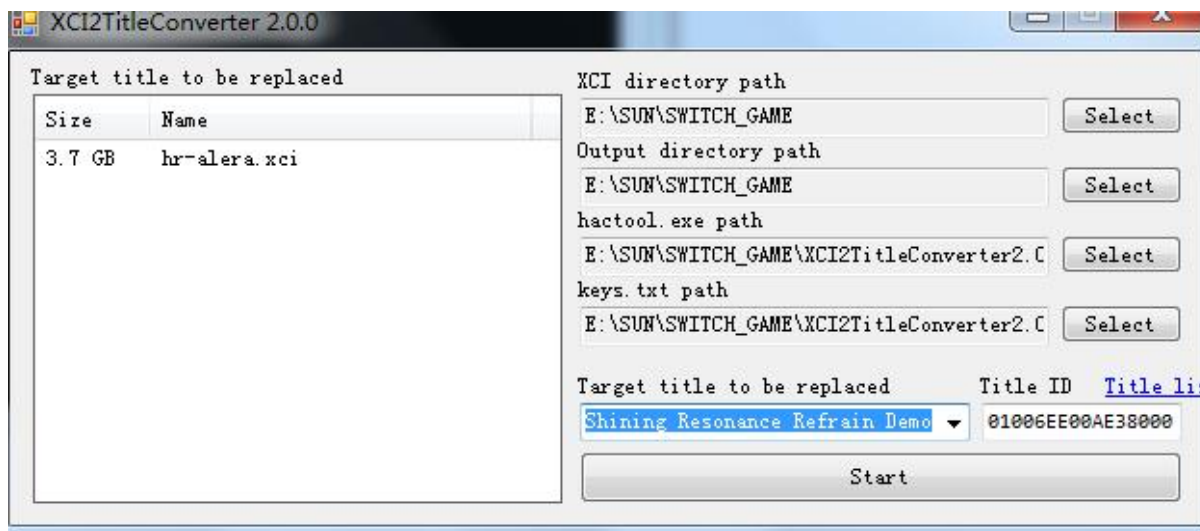 XCI2TitleConverter 2.0.0
Target title to be replaced
Size Name
3.7 GB hr-alera.xci
XCI directory path
E:\SUN\SWITCH_GAME
Select
Output directory path
E:\SUN\SWITCH_GAME
Select
hactool.exe path
E:\SUN\SWITCH_GAME\XCI2TitleConverter2.
Select
keys.txt path
E:\SUN\SWITCH_GAME\XCI2TitleConverter2.
Select
Target title to be replaced
Title ID Title li
Shining Resonance Refrain Demo
01006EE00AE38000
Start